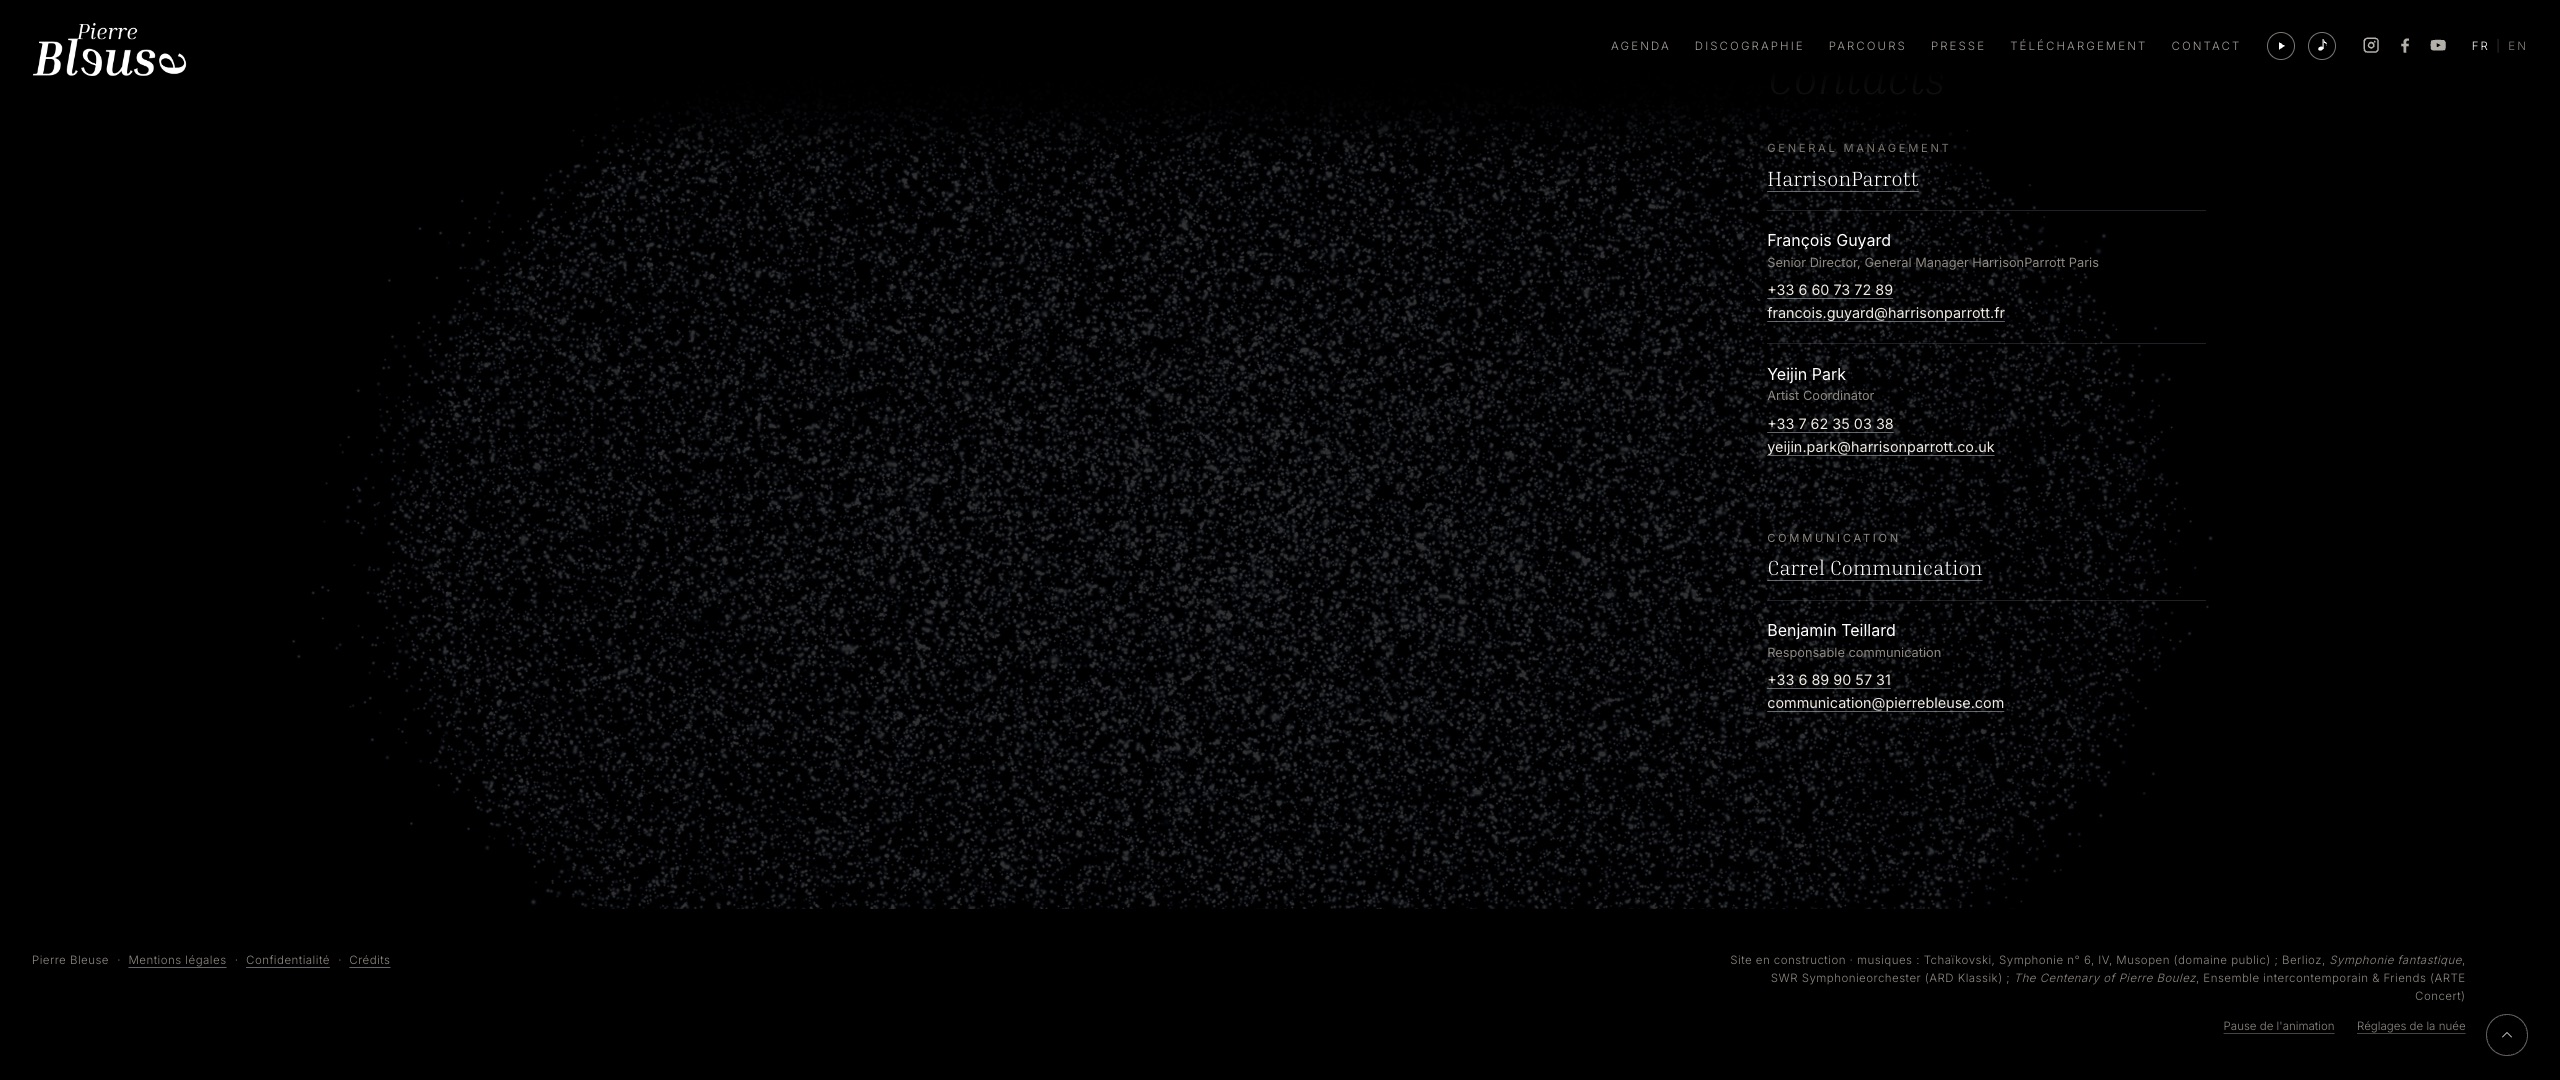 Pierre
Bleuse
AGENDA DISCOGRAPHIE PARCOURS PRESSE TÉLÉCHARGEMENT CONTACT FR | EN
Contacts
GENERAL MANAGEMENT
HarrisonParrott
François Guyard
Senior Director, General Manager HarrisonParrott Paris
+33 6 60 73 72 89
francois.guyard@harrisonparrott.fr
Yeijin Park
Artist Coordinator
+33 7 62 35 03 38
yeijin.park@harrisonparrott.co.uk
COMMUNICATION
Carrel Communication
Benjamin Teillard
Responsable communication
+33 6 89 90 57 31
communication@pierrebleuse.com
Pierre Bleuse · Mentions légales · Confidentialité · Crédits
Site en construction · musiques : Tchaïkovski, Symphonie n° 6, IV, Musopen (domaine public) ; Berlioz, Symphonie fantastique,
SWR Symphonieorchester (ARD Klassik) ; The Centenary of Pierre Boulez, Ensemble intercontemporain & Friends (ARTE
Concert)
Pause de l'animation Réglages de la nuée